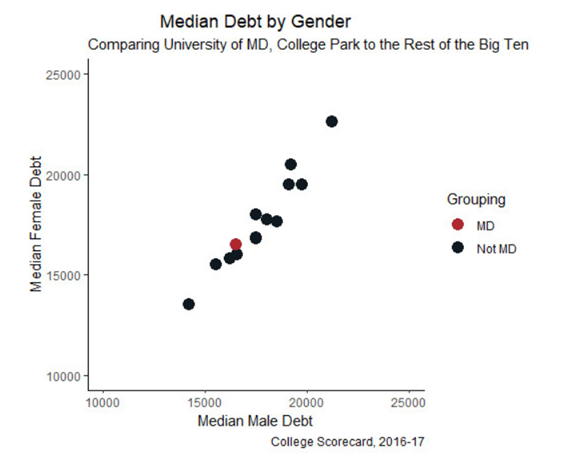 Median Debt by Gender
Comparing University of MD, College Park to the Rest of the Big Ten
25000
20000
15000
10000
Median Female Debt
10000 15000 20000 25000
Median Male Debt
College Scorecard, 2016-17
Grouping
MD
Not MD